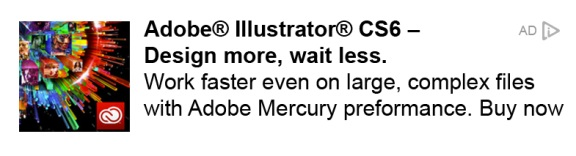 Adobe® Illustrator® CS6 –
AD
Design more, wait less.
Work faster even on large, complex files
with Adobe Mercury preformance. Buy now